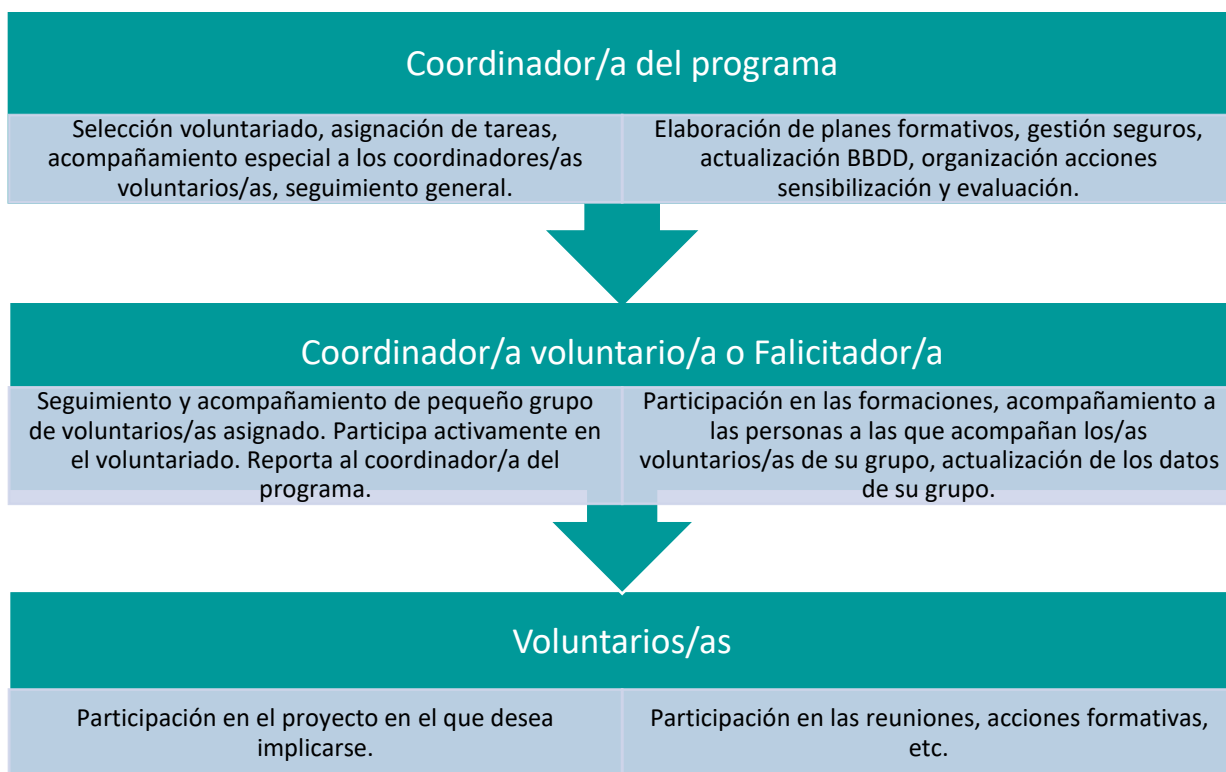 Coordinador/a del programa
Selección voluntariado, asignación de tareas,
acompañamiento especial a los coordinadores/as
voluntarios/as, seguimiento general.
Elaboración de planes formativos, gestión seguros,
actualización BBDD, organización acciones
sensibilización y evaluación.
Coordinador/a voluntario/a o Falicitador/a
Seguimiento y acompañamiento de pequeño grupo
de voluntarios/as asignado. Participa activamente en
el voluntariado. Reporta al coordinador/a del
programa.
Participación en las formaciones, acompañamiento a
las personas a las que acompañan los/as
voluntarios/as de su grupo, actualización de los datos
de su grupo.
Voluntarios/as
Participación en el proyecto en el que desea
implicarse.
Participación en las reuniones, acciones formativas,
etc.